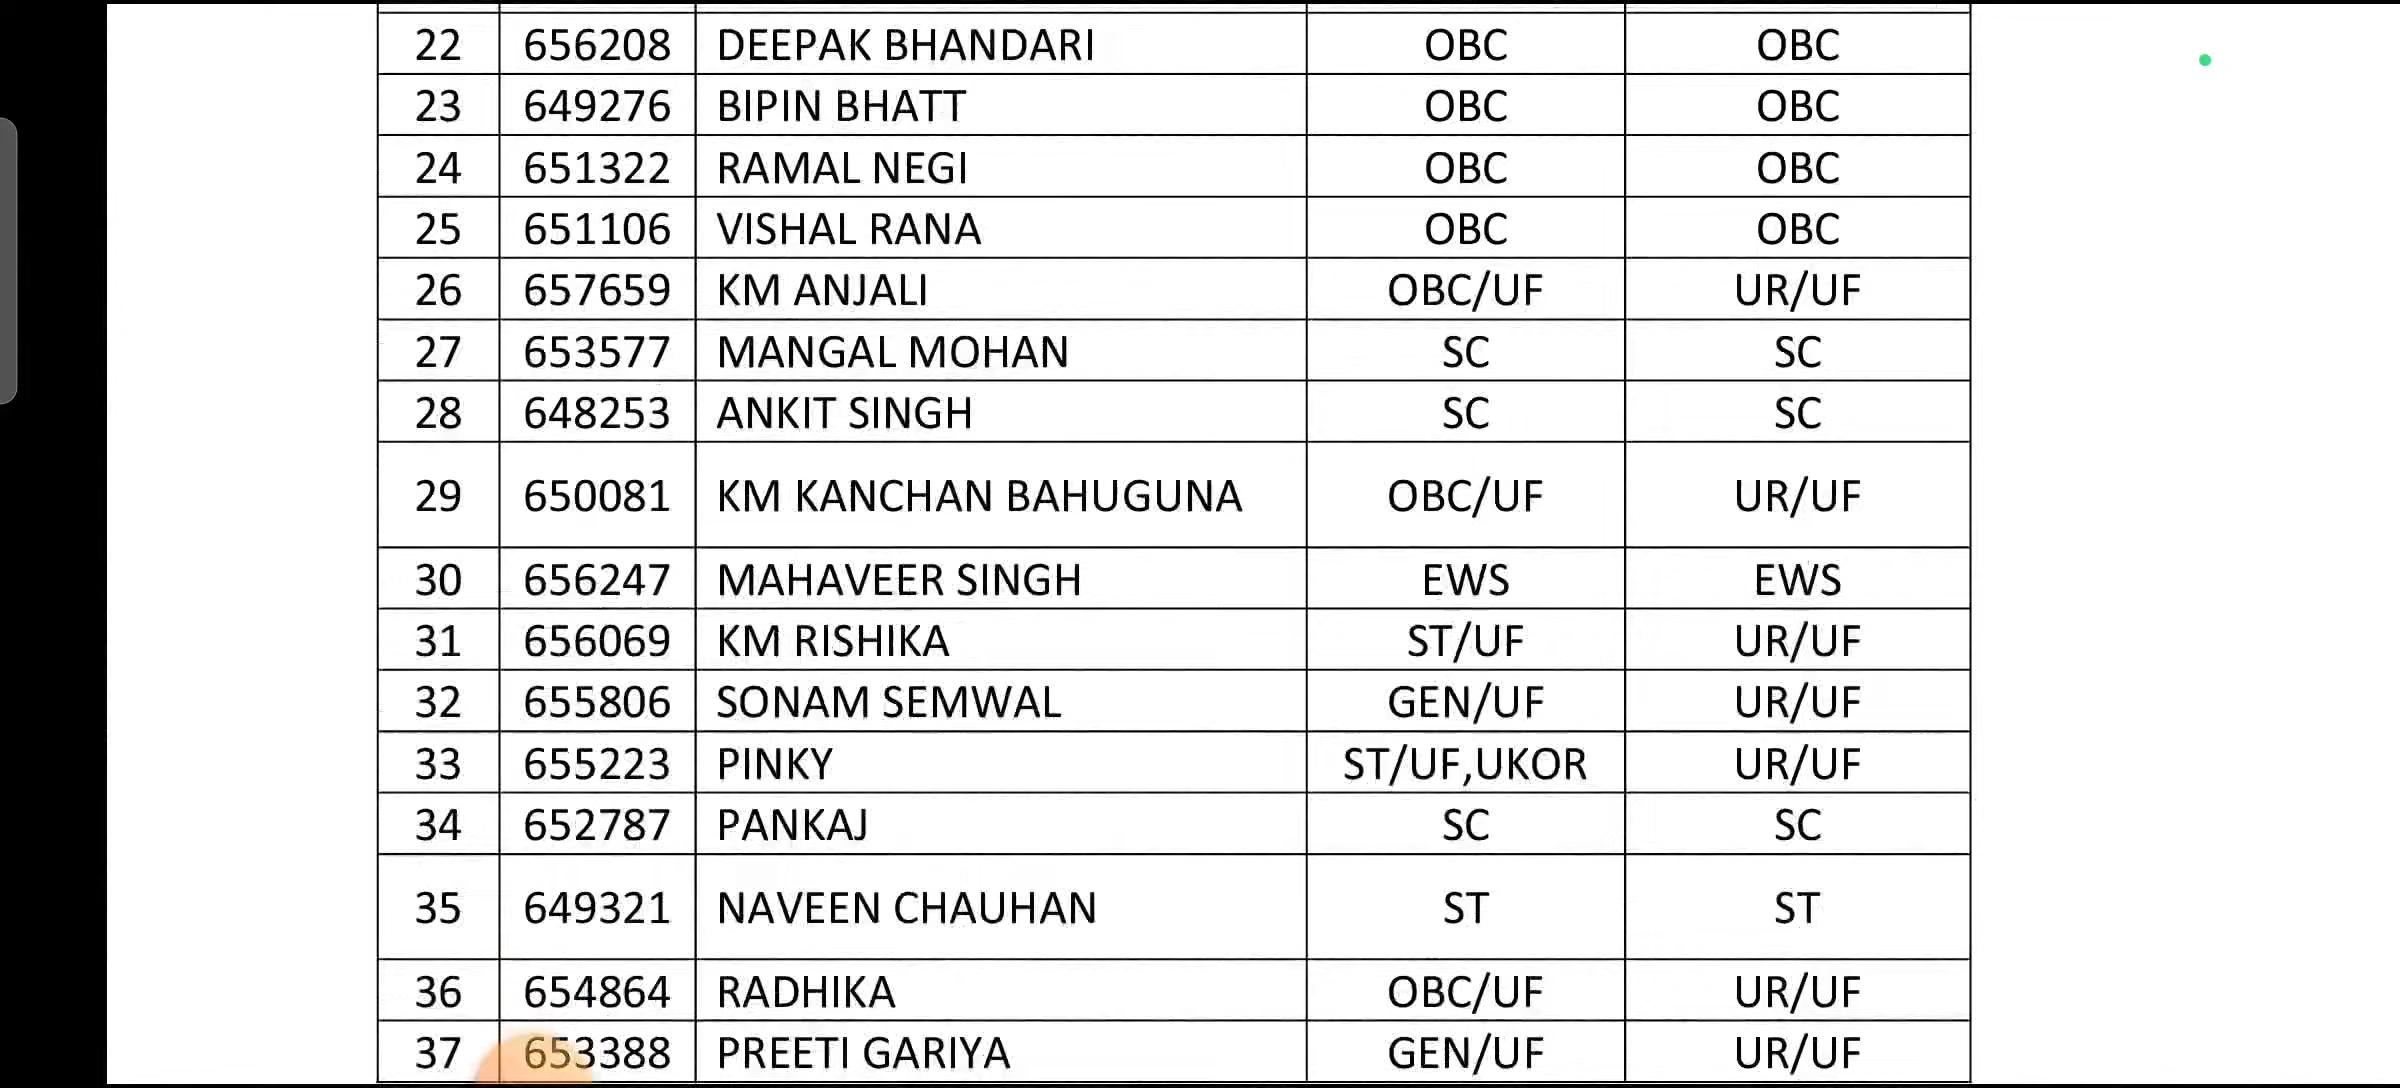 22 656208 DEEPAK BHANDARI OBC OBC
23 649276 BIPIN BHATT OBC OBC
24 651322 RAMAL NEGI OBC OBC
25 651106 VISHAL RANA OBC OBC
26 657659 KM ANJALI OBC/UF UR/UF
27 653577 MANGAL MOHAN SC SC
28 648253 ANKIT SINGH SC SC
29 650081 KM KANCHAN BAHUGUNA OBC/UF UR/UF
30 656247 MAHAVEER SINGH EWS EWS
31 656069 KM RISHIKA ST/UF UR/UF
32 655806 SONAM SEMWAL GEN/UF UR/UF
33 655223 PINKY ST/UF,UKOR UR/UF
34 652787 PANKAJ SC SC
35 649321 NAVEEN CHAUHAN ST ST
36 654864 RADHIKA OBC/UF UR/UF
37 653388 PREETI GARIYA GEN/UF UR/UF